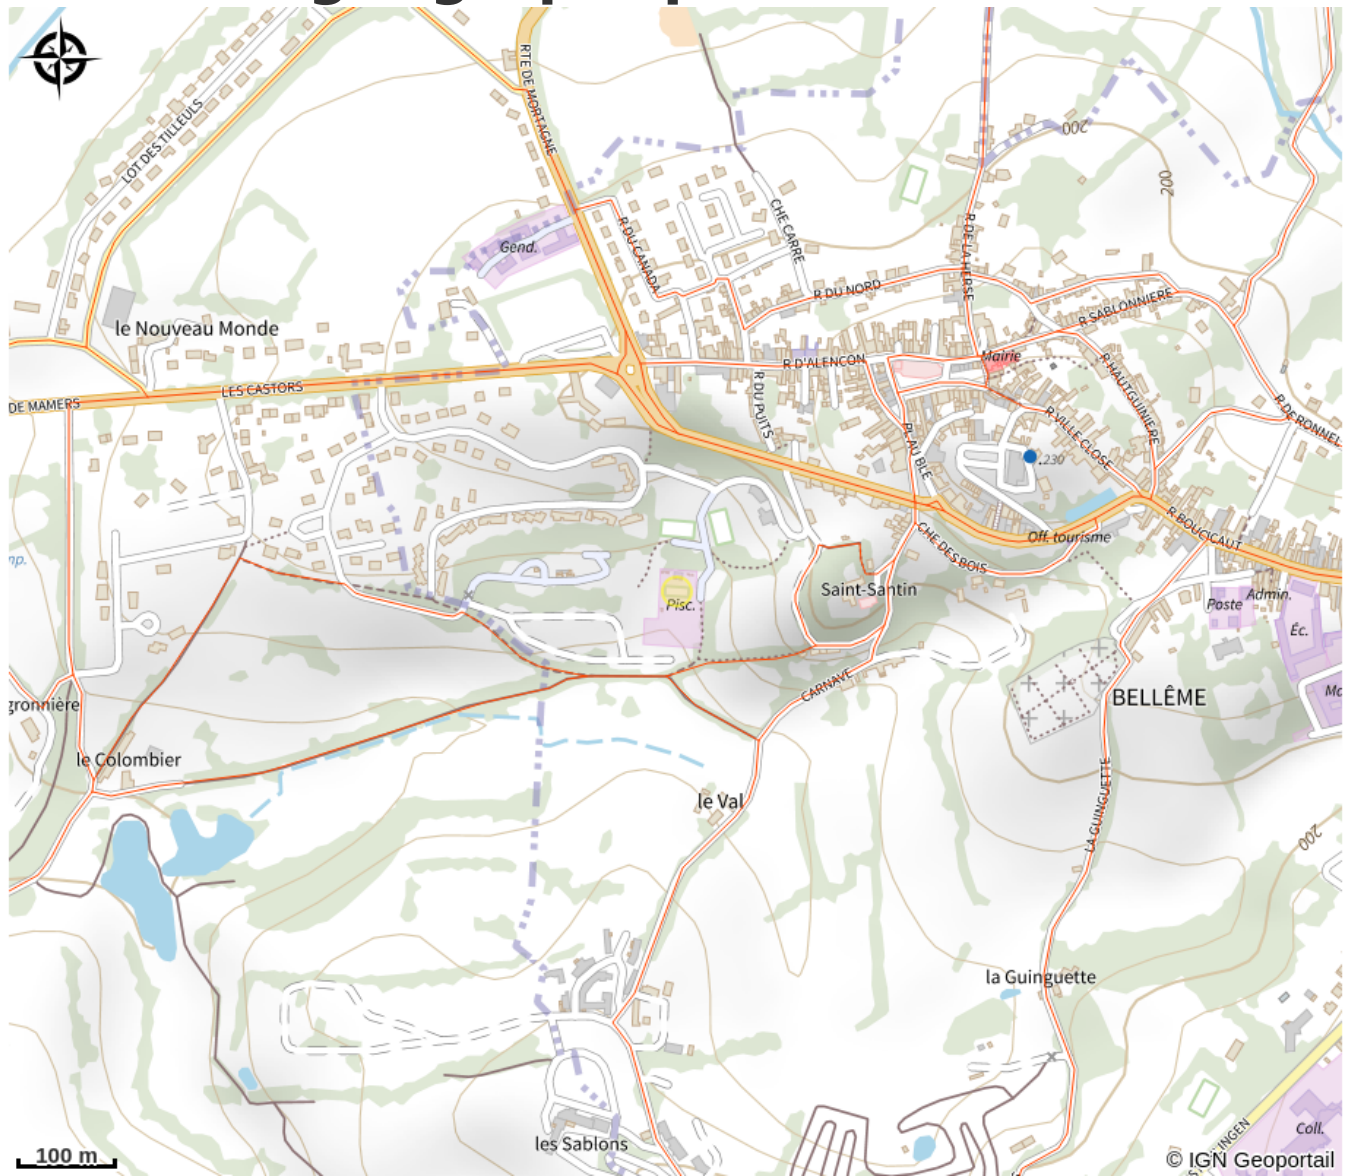 RTE DE MORTAGNE
LOT DES TILLEULS
200
200
CHE CARRE
R DU CANADA
R DE LA HERSE
Gend.
R DU NORD
R SABLONNIERE
le Nouveau Monde
Mairie
R D'ALENCON
R HAUTGUINIERE
LES CASTORS
DE MAMERS
R DU PUITS
R VILLE CLOSE
R DERONNEL
PL AU BLE
.230
R BOUCICAUT
CHE DES BOIS
Off. tourisme
mp.
Saint-Santin
Pisc.
Poste
Admin.
Éc.
CARNAVE
BELLÊME
gronnière
le Colombier
le Val
LA GUINGUETTE
200
la Guinguette
les Sablons
Coll.
INGEN
100 m
© IGN Geoportail